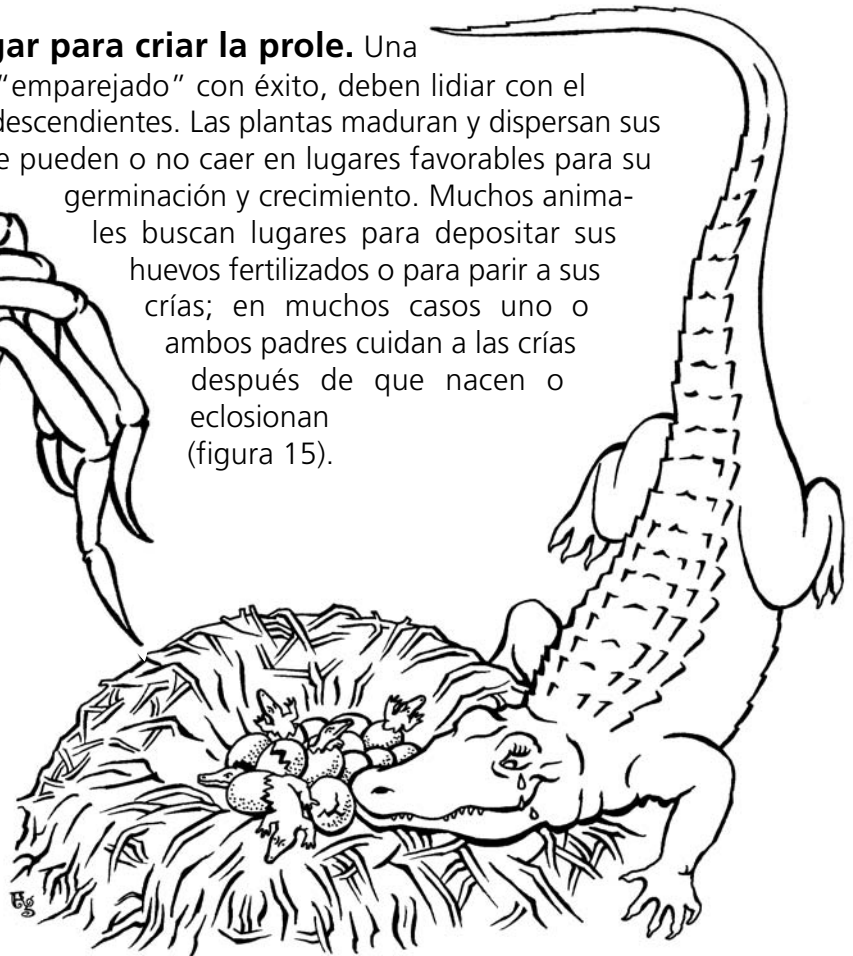 gar para criar la prole. Una
“emparejado” con éxito, deben lidiar con el
descendientes. Las plantas maduran y dispersan sus
e pueden o no caer en lugares favorables para su
germinación y crecimiento. Muchos anima-
les buscan lugares para depositar sus
huevos fertilizados o para parir a sus
crías; en muchos casos uno o
ambos padres cuidan a las crías
después de que nacen o
eclosionan
(figura 15).